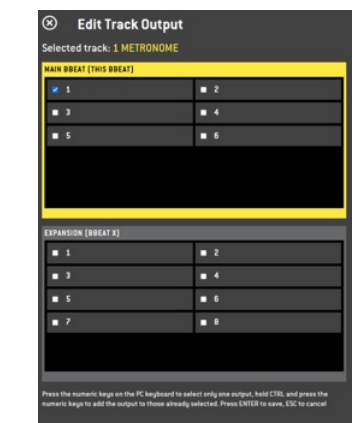 Edit Track Output
Selected track: 1 METRONOME
MAIN BBEAT (THIS BBEAT)
1 2
3 4
5 6
EXPANSION (BBEAT X)
1 2
3 4
5 6
7 8
Press the numeric keys on the PC keyboard to select only one output, hold CTRL and press the
numeric keys to add the output to those already selected. Press ENTER to save, ESC to cancel